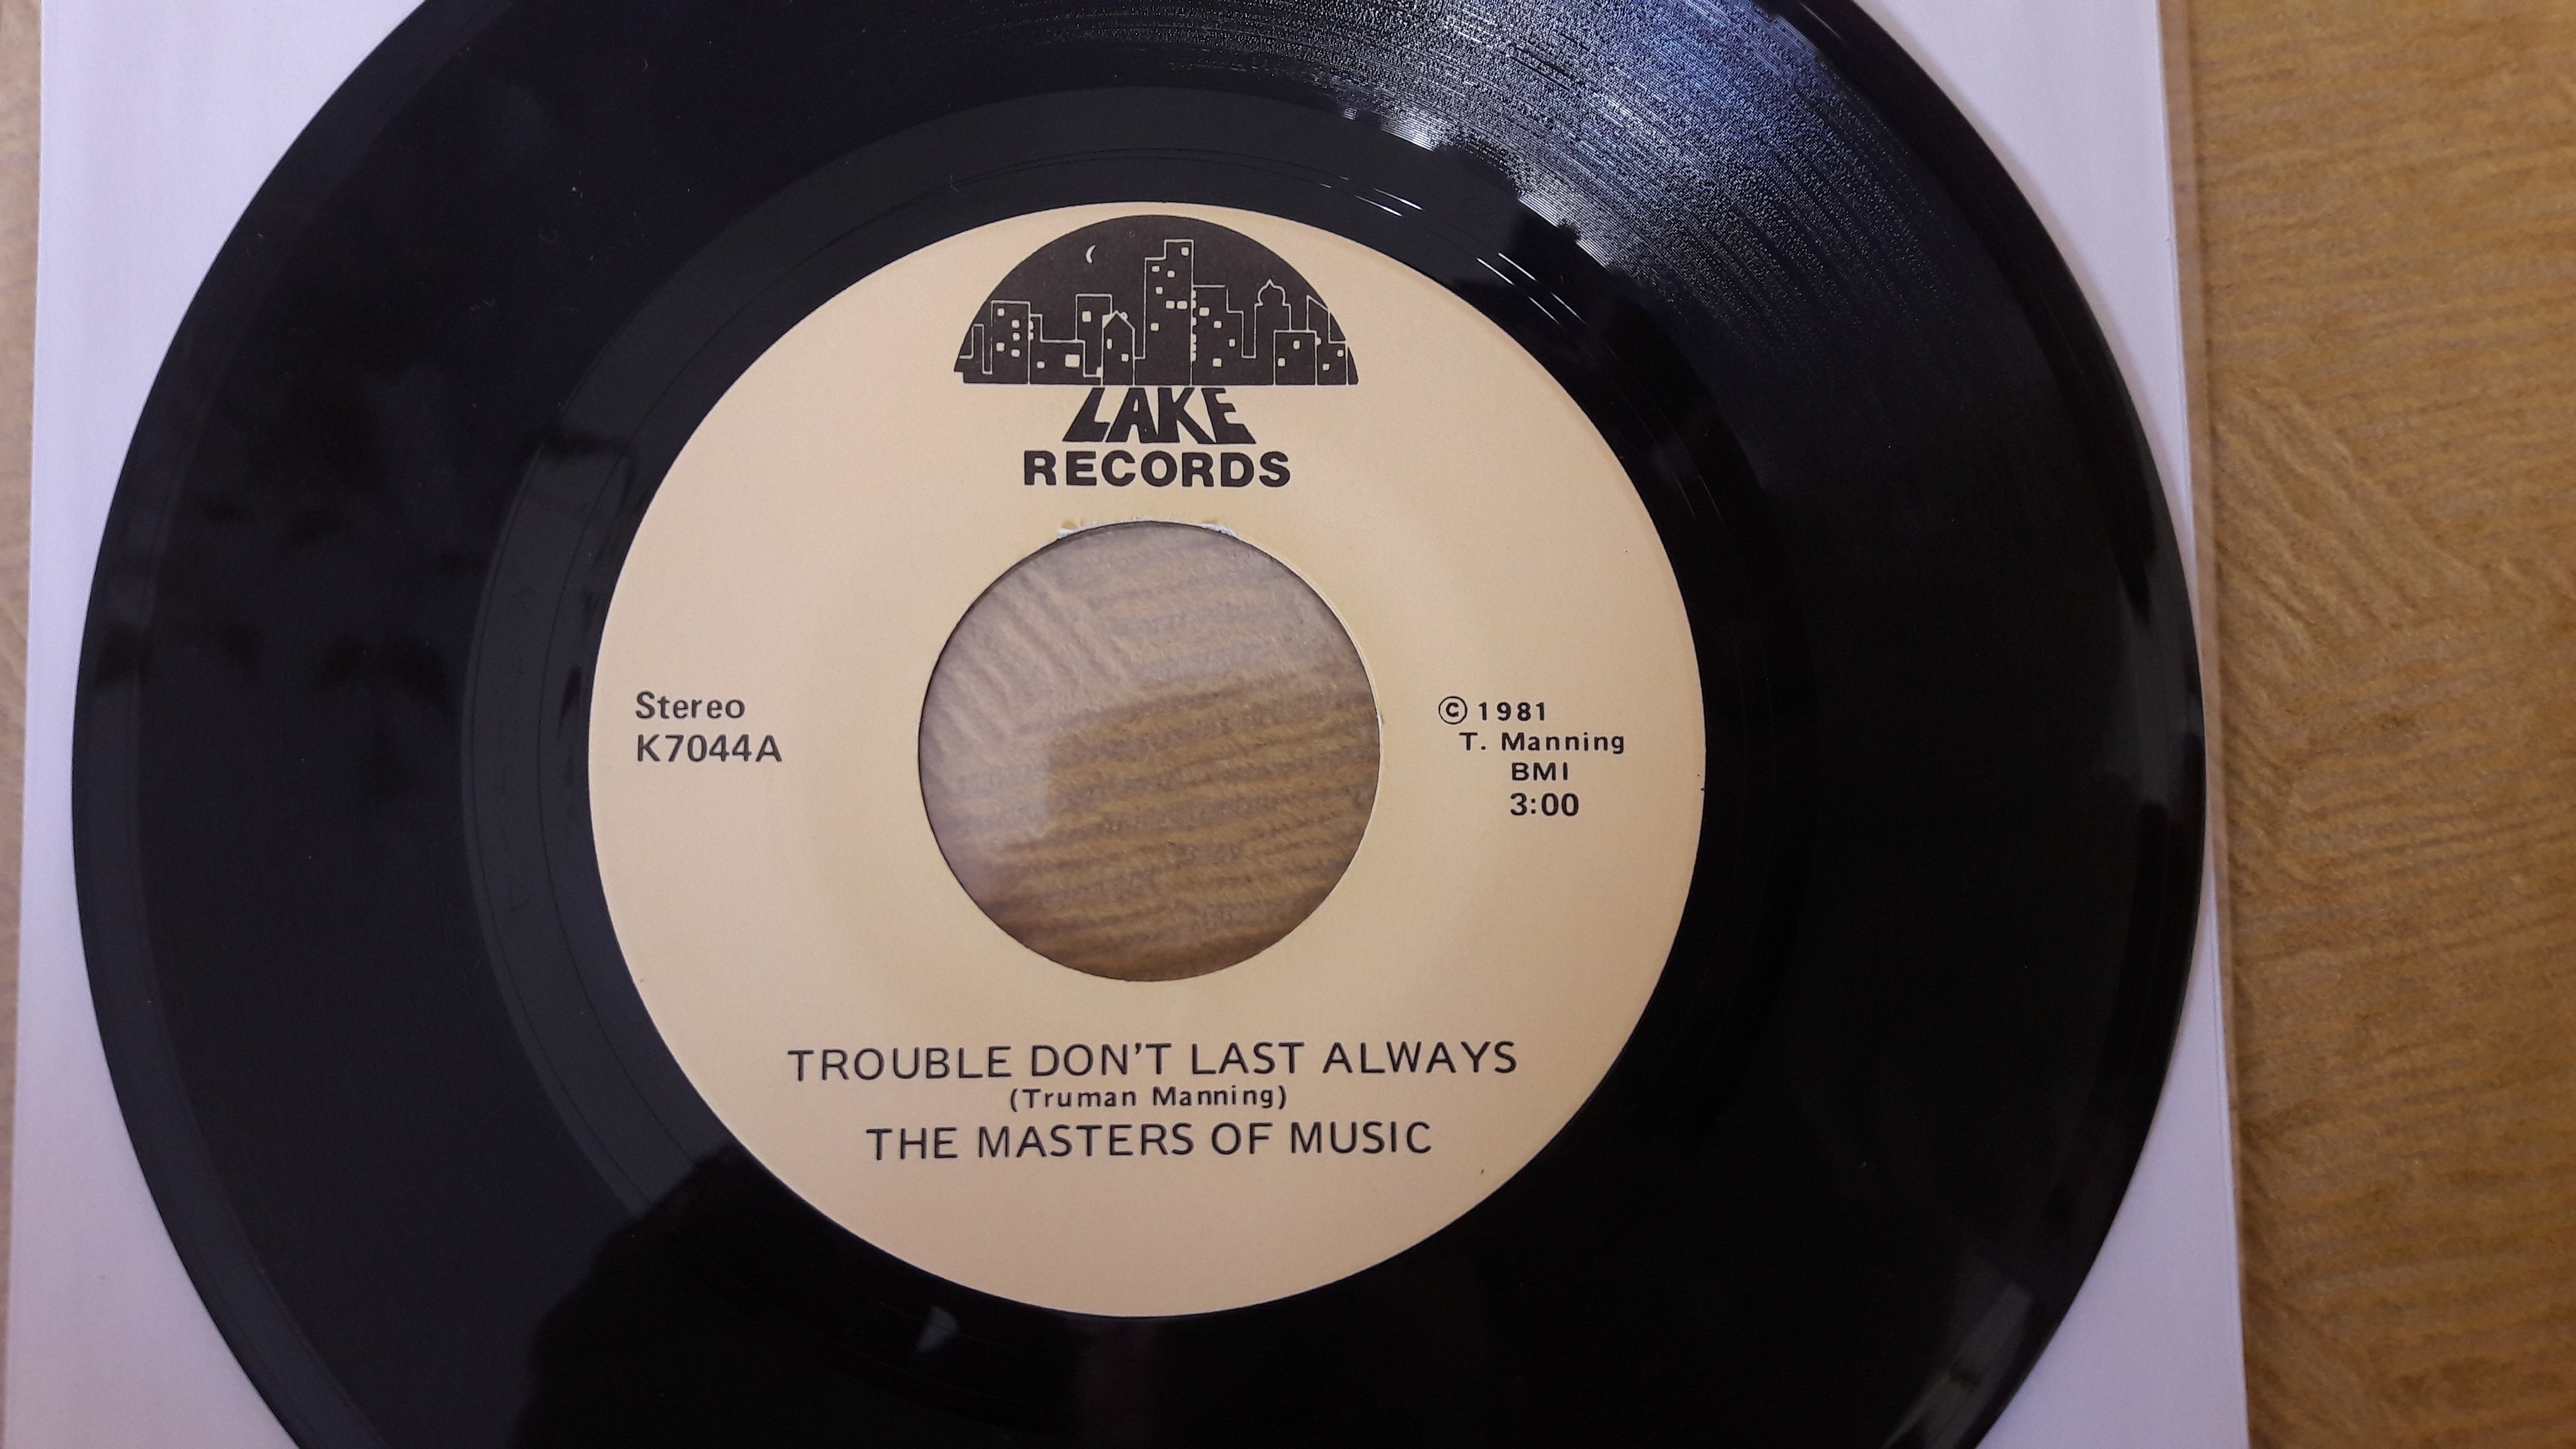 LAKE
RECORDS
Stereo
K7044A
© 1981
T. Manning
BMI
3:00
TROUBLE DON'T LAST ALWAYS
(Truman Manning)
THE MASTERS OF MUSIC